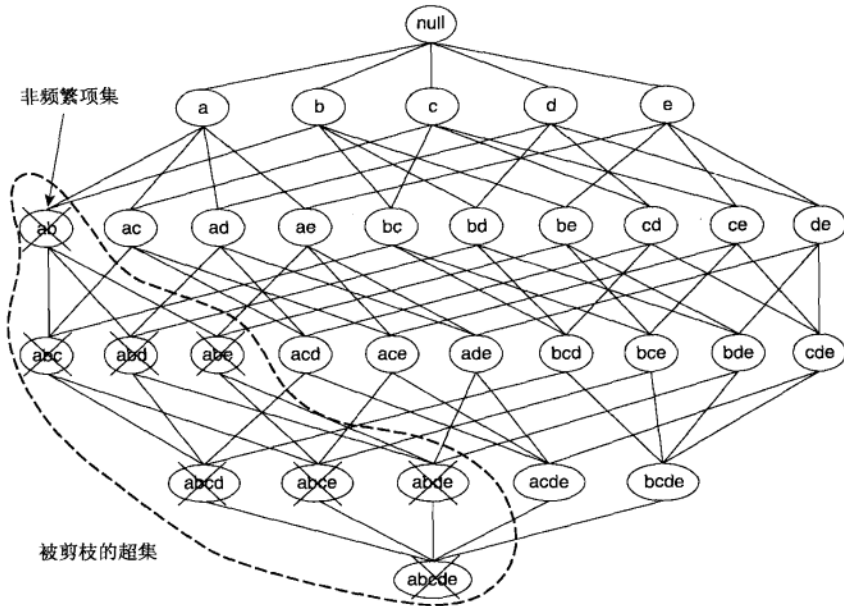 null
a b c d e
非频繁项集
ab ac ad ae bc bd be cd ce de
abc abd abe acd ace ade bcd bce bde cde
abcd abce abde acde bcde
被剪枝的超集
abcde